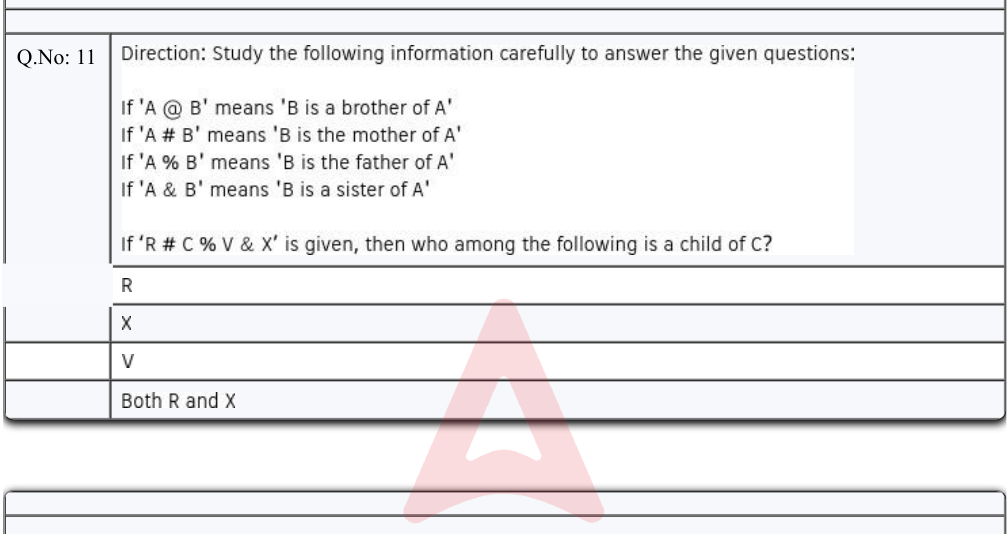 Q.No: 11
Direction: Study the following information carefully to answer the given questions:
If 'A @ B' means 'B is a brother of A'
If 'A # B' means 'B is the mother of A'
If 'A % B' means 'B is the father of A'
If 'A & B' means 'B is a sister of A'
If ‘R # C % V & X’ is given, then who among the following is a child of C?
R
X
V
Both R and X